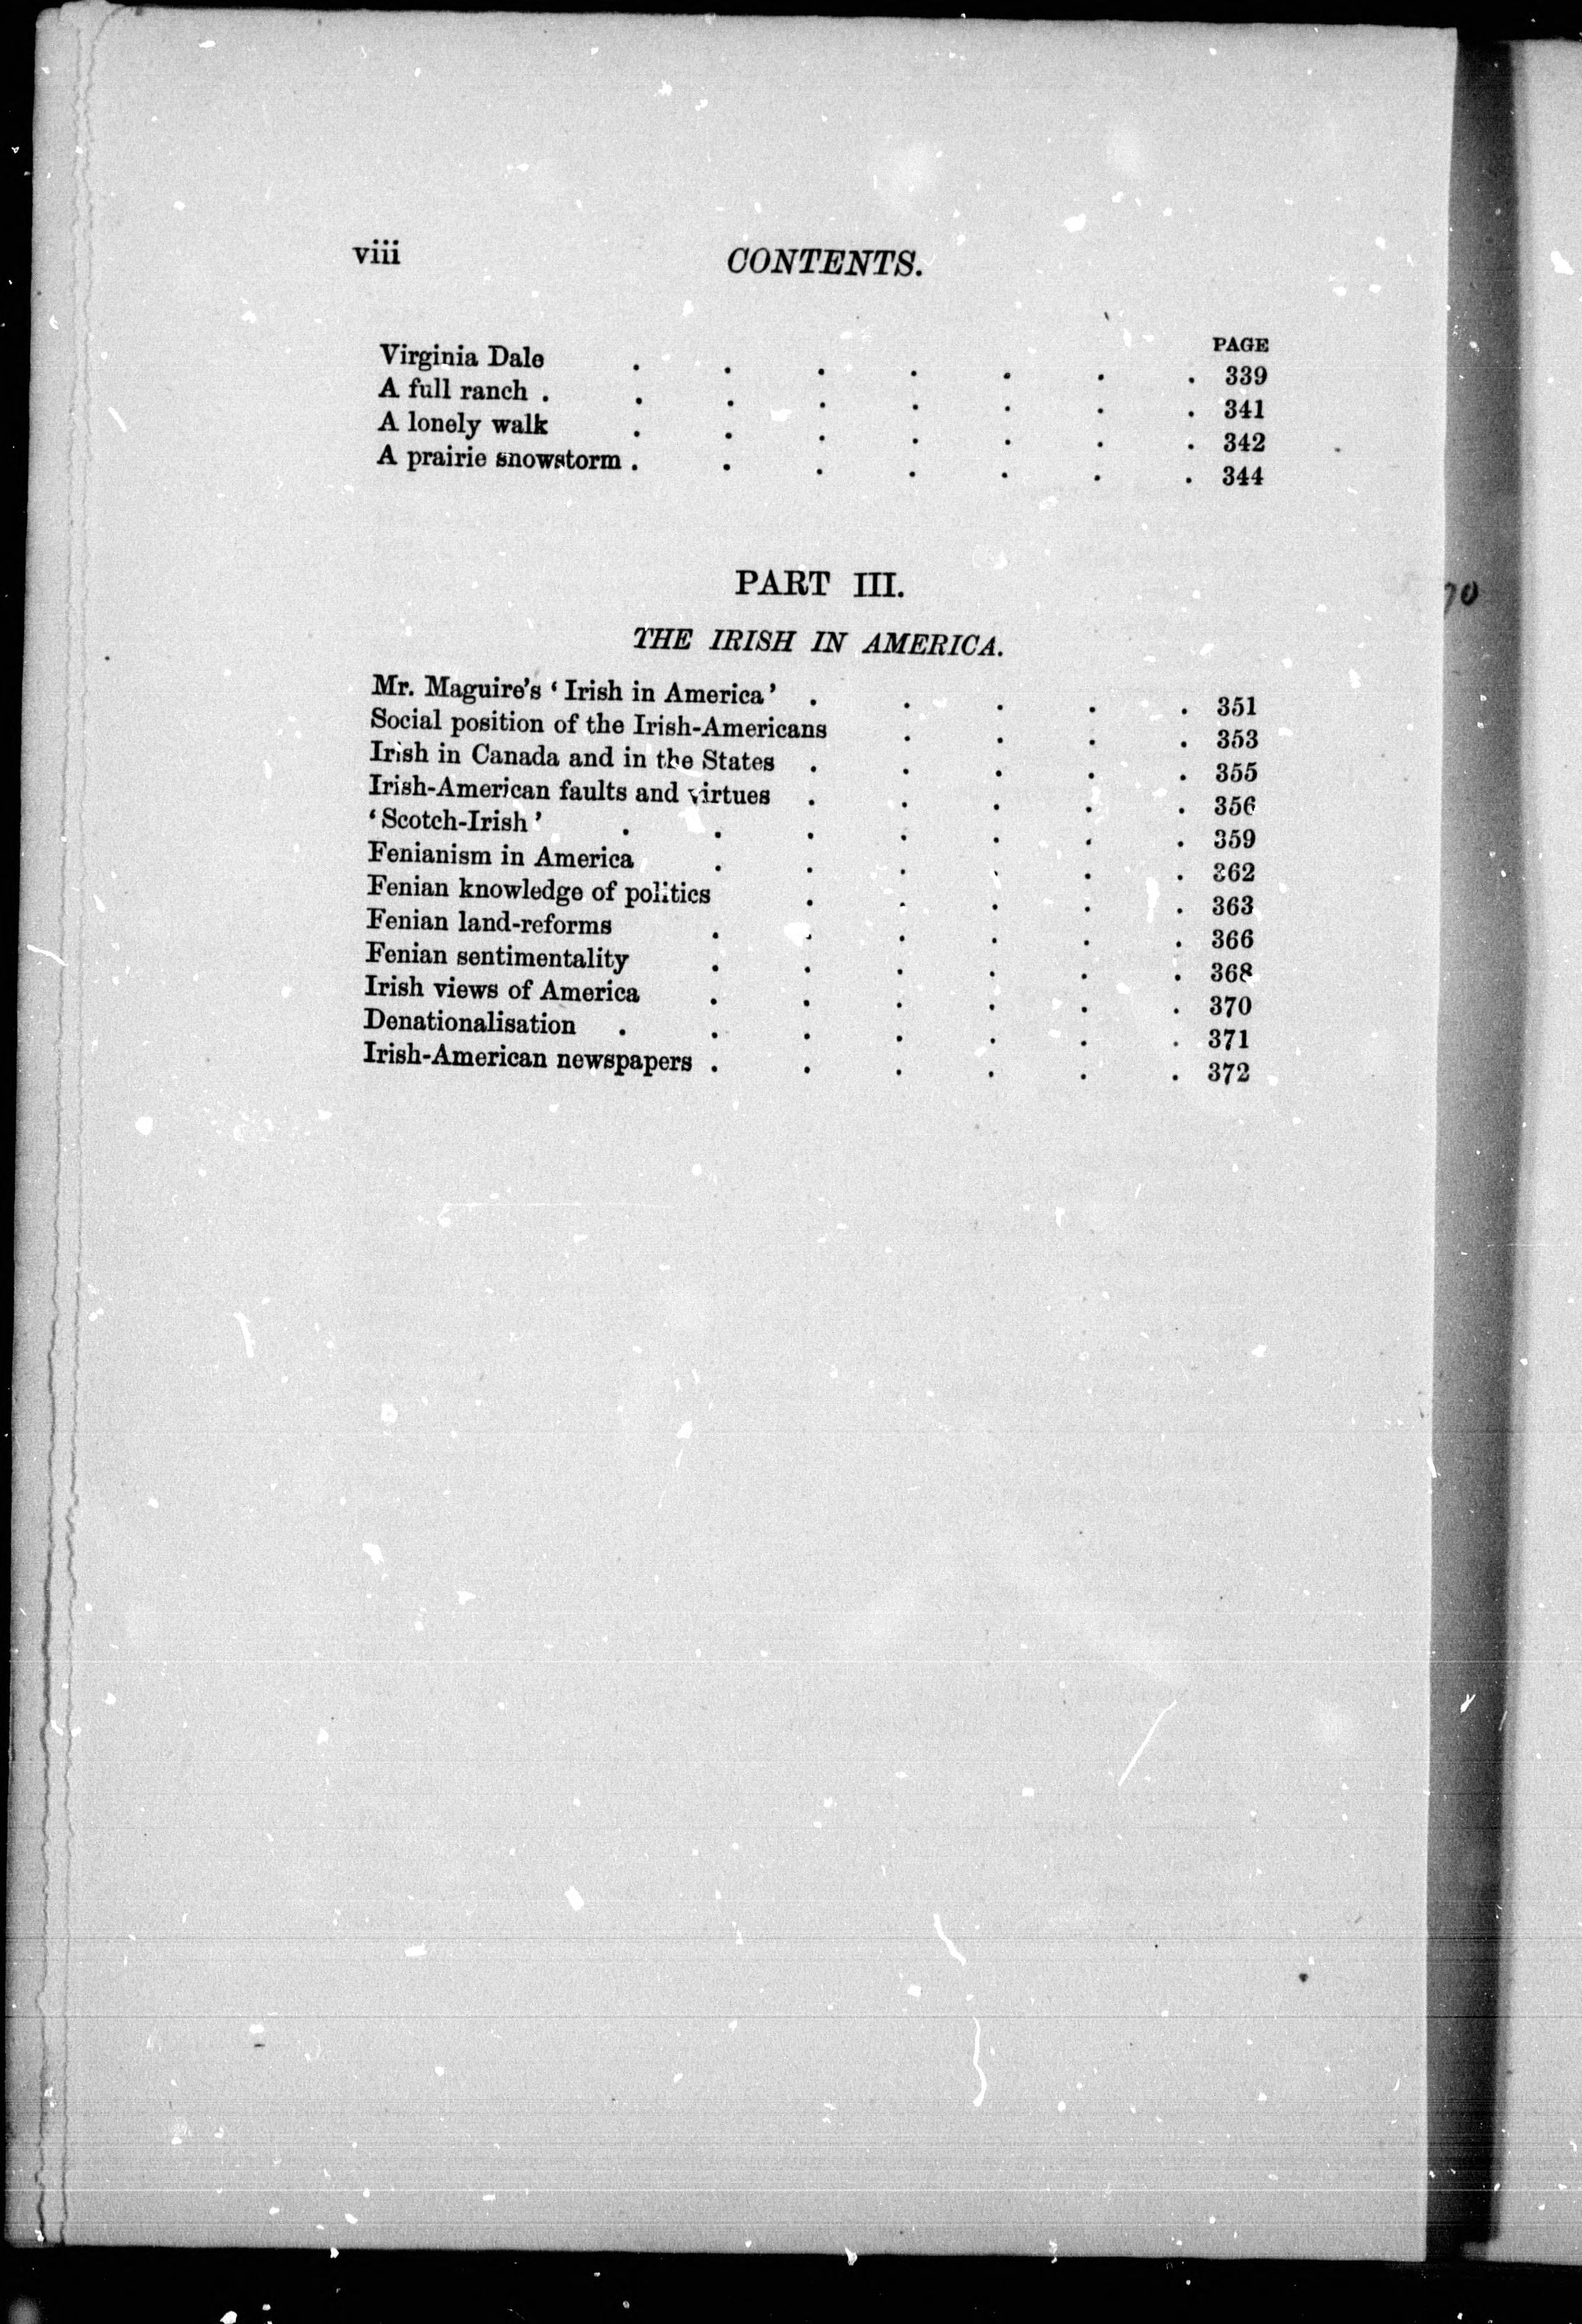 viii CONTENTS.
PAGE
Virginia Dale . . . . . . . 339
A full ranch . . . . . . . . 341
A lonely walk . . . . . . . 342
A prairie snowstorm . . . . . . . 344
PART III.
THE IRISH IN AMERICA.
Mr. Maguire's ‘Irish in America’ . . . . . 351
Social position of the Irish-Americans . . . . 353
Irish in Canada and in the States . . . . . 355
Irish-American faults and virtues . . . . . 356
‘Scotch-Irish’ . . . . . . . 359
Fenianism in America . . . . . . 362
Fenian knowledge of politics . . . . . 363
Fenian land-reforms . . . . . . 366
Fenian sentimentality . . . . . . 368
Irish views of America . . . . . . 370
Denationalisation . . . . . . . 371
Irish-American newspapers . . . . . . 372